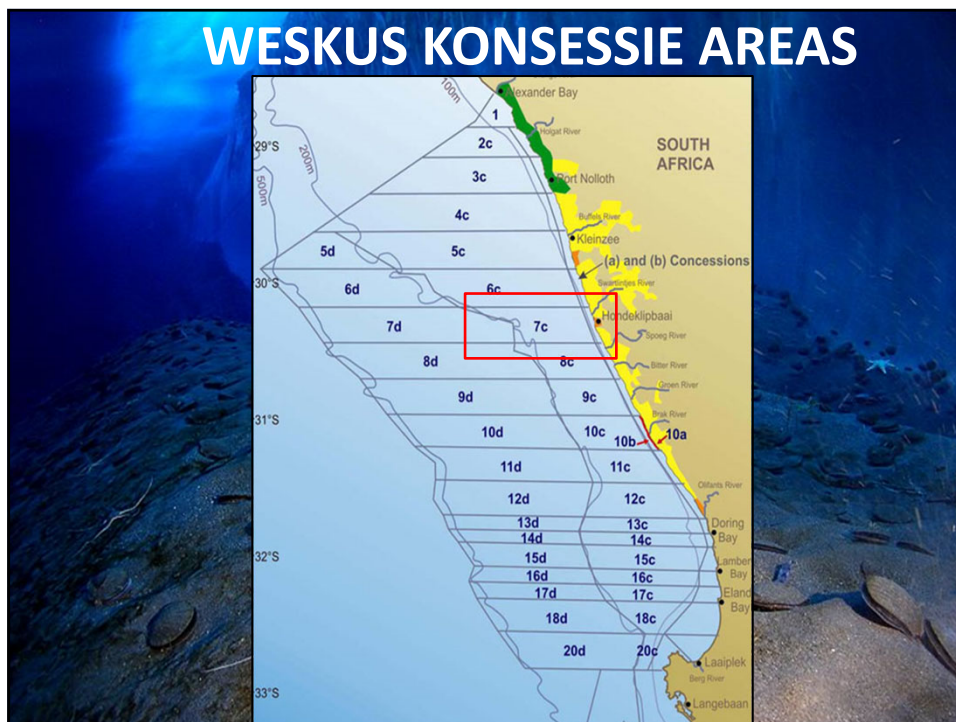 WESKUS KONSESSIE AREAS
100m
Alexander Bay
1
Holgat River
29°S
2c
SOUTH
AFRICA
200m
3c
Port Nolloth
500m
4c
Buffels River
Kleinzee
5d
5c
(a) and (b) Concessions
30°S
6d
6c
Swartlintjes River
Hondeklipbaai
7d
7c
Spoeg River
8d
8c
Bitter River
Groen River
9d
9c
31°S
Brak River
10d
10c
10b
10a
11d
11c
Olifants River
12d
12c
13d
13c
Doring
Bay
14d
14c
32°S
15d
15c
Lamber
Bay
16d
16c
17d
17c
Eland
Bay
18d
18c
20d
20c
Laaiplek
Berg River
33°S
Langebaan